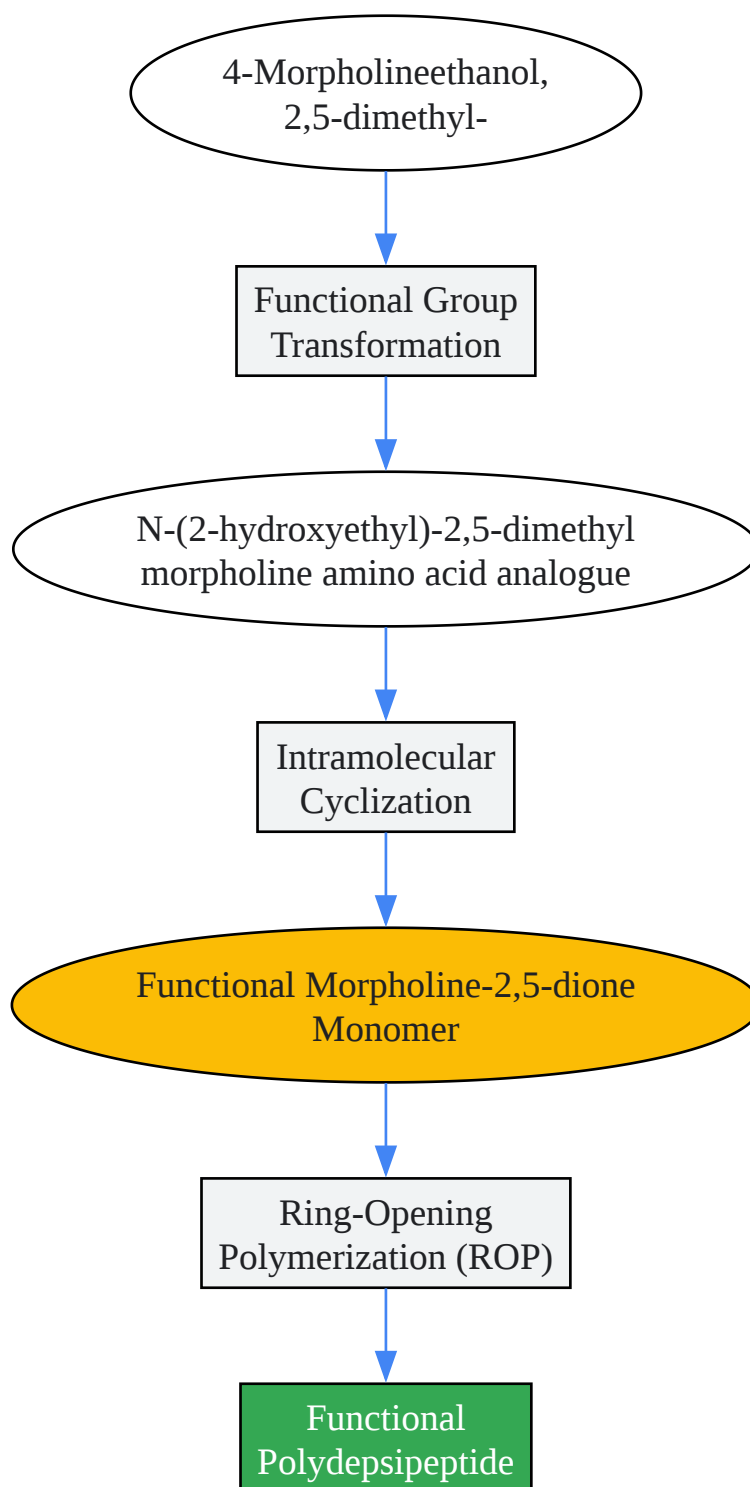 4-Morpholineethanol,
2,5-dimethyl-
Functional Group
Transformation
N-(2-hydroxyethyl)-2,5-dimethyl
morpholine amino acid analogue
Intramolecular
Cyclization
Functional Morpholine-2,5-dione
Monomer
Ring-Opening
Polymerization (ROP)
Functional
Polydepsipeptide